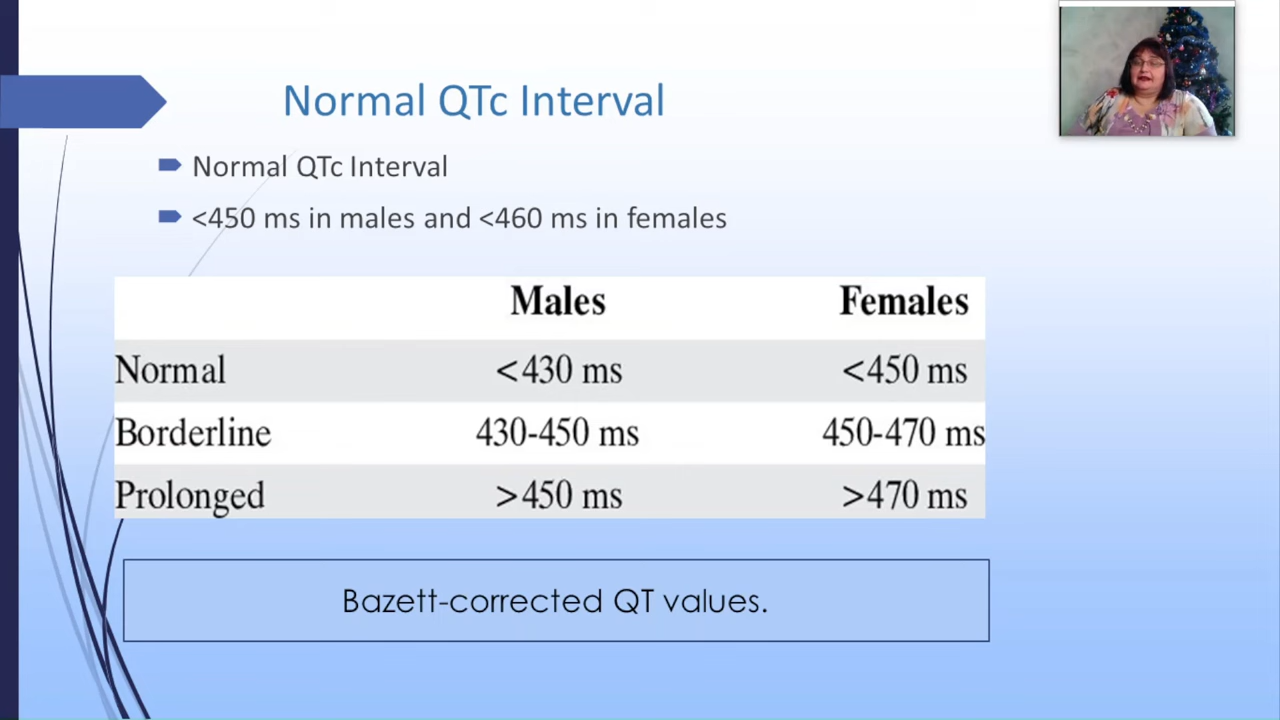 Normal QTc Interval
Normal QTc Interval
<450 ms in males and <460 ms in females
Males Females
Normal <430 ms <450 ms
Borderline 430-450 ms 450-470 ms
Prolonged >450 ms >470 ms
Bazett-corrected QT values.